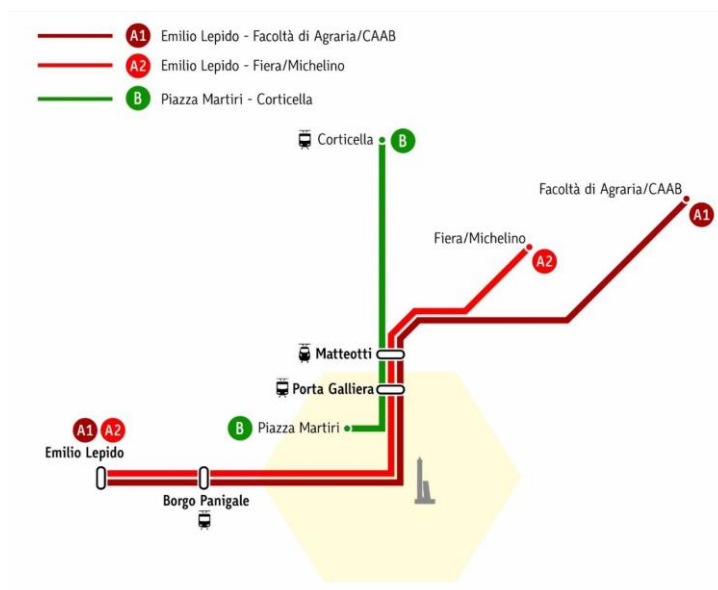 A1 Emilio Lepido - Facoltà di Agraria/CAAB
A2 Emilio Lepido - Fiera/Michelino
B Piazza Martiri - Corticella
Corticella B
Facoltà di Agraria/CAAB
A1
Fiera/Michelino
A2
Matteotti
Porta Galliera
B Piazza Martiri
A1 A2
Emilio Lepido
Borgo Panigale